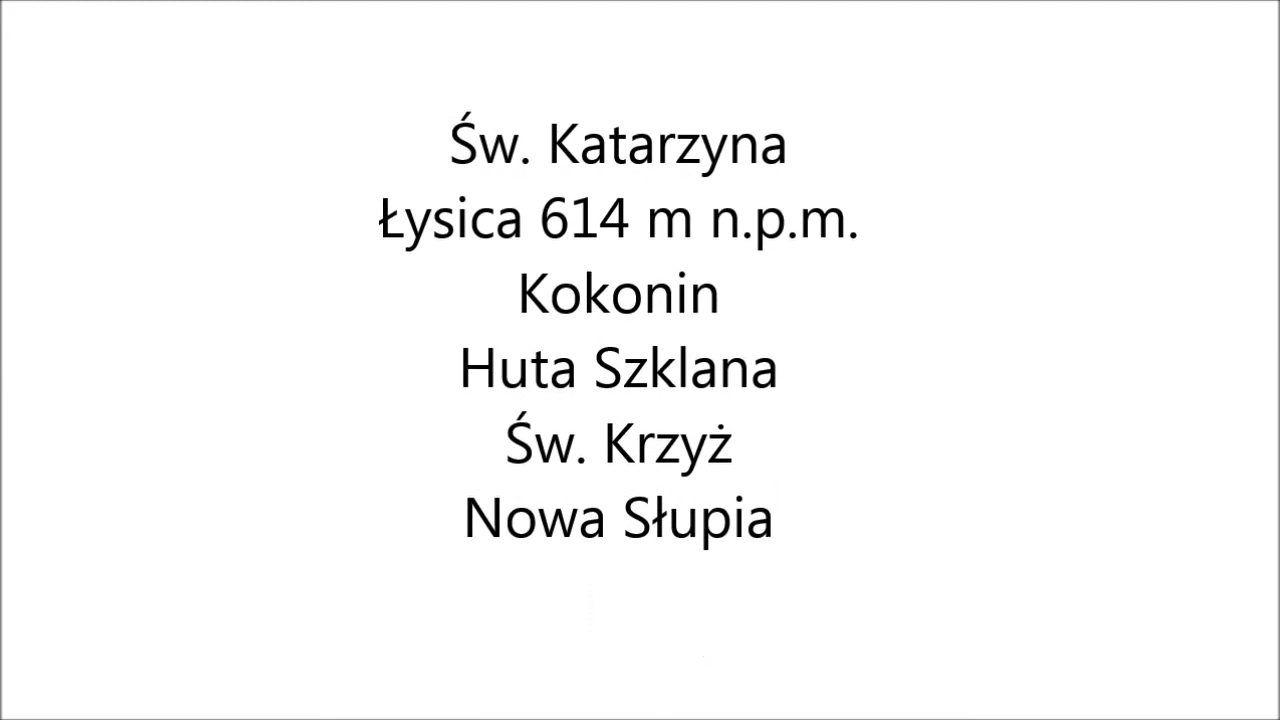 Św. Katarzyna
Łysica 614 m n.p.m.
Kokonin
Huta Szklana
Św. Krzyż
Nowa Słupia